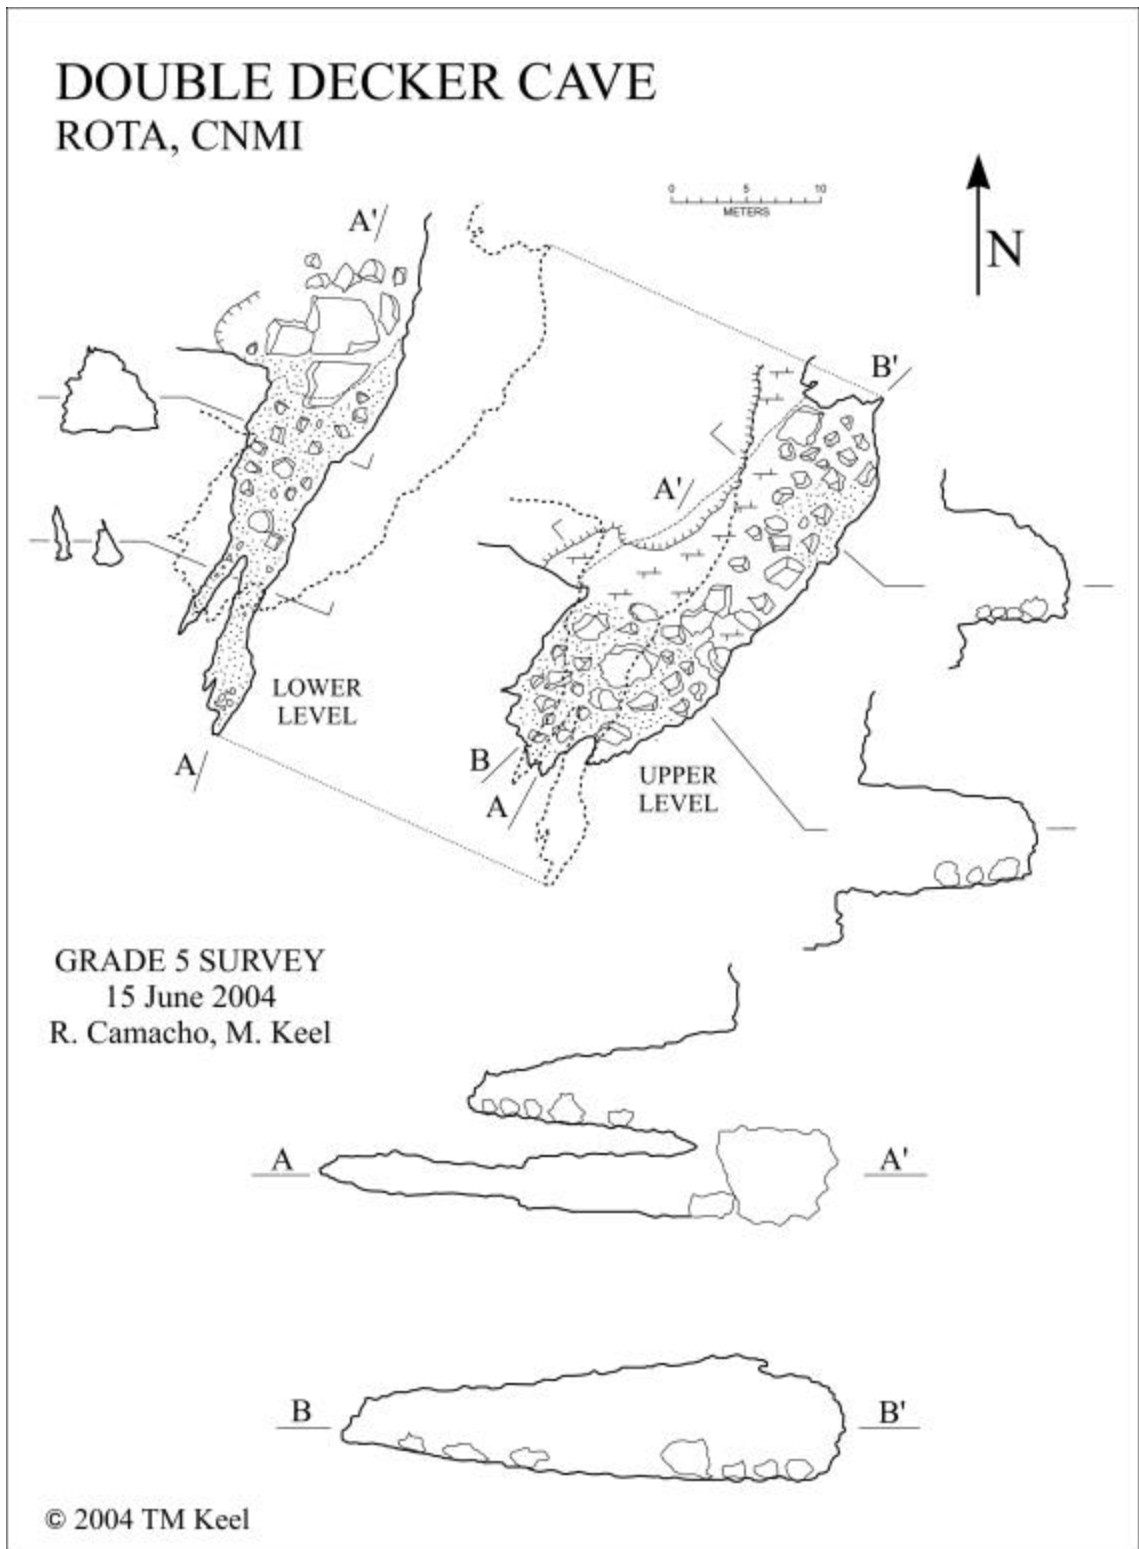 DOUBLE DECKER CAVE
ROTA, CNMI
0 5 10
METERS
N
A'
B'
A'
LOWER
LEVEL
A
B
A
UPPER
LEVEL
GRADE 5 SURVEY
15 June 2004
R. Camacho, M. Keel
A A'
B B'
© 2004 TM Keel